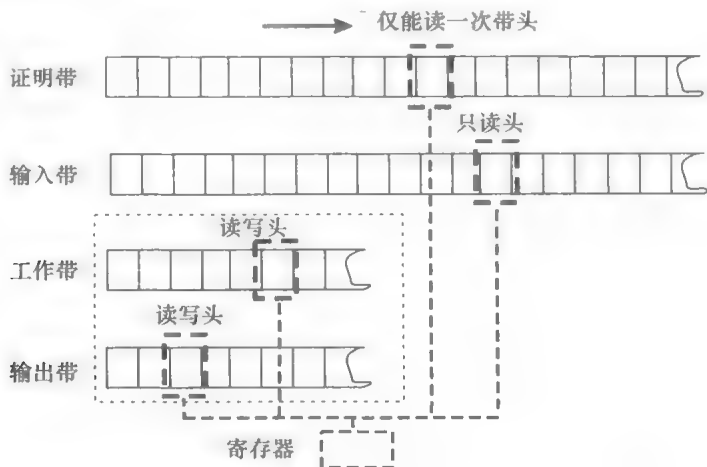 仅能读一次带头
证明带
只读头
输入带
读写头
工作带
读写头
输出带
寄存器